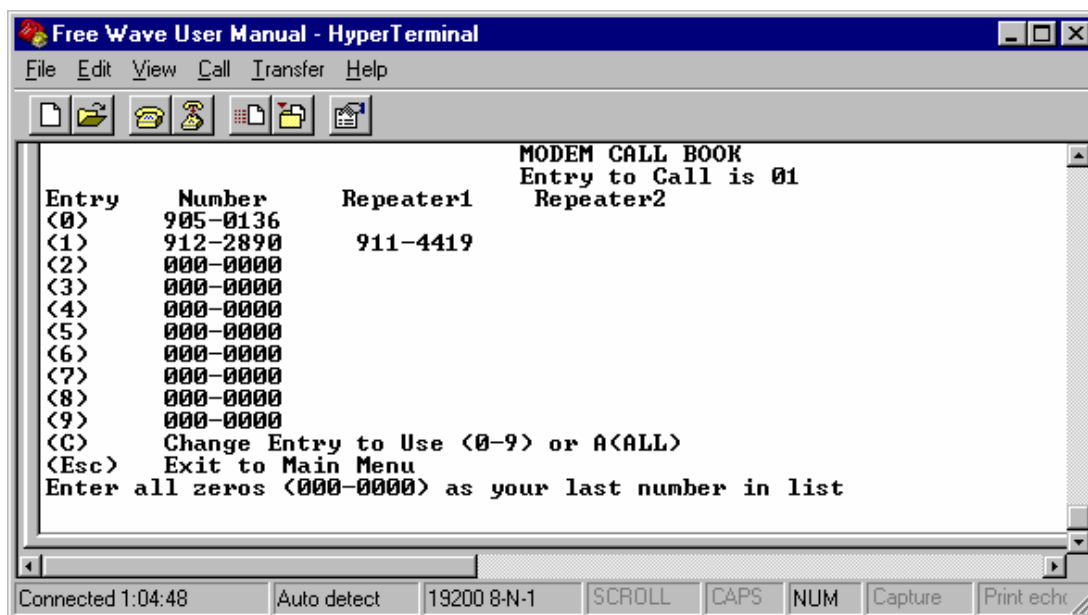 Free Wave User Manual - HyperTerminal
File Edit View Call Transfer Help
MODEM CALL BOOK
Entry to Call is 01
Entry Number Repeater1 Repeater2
(0) 905-0136
(1) 912-2890 911-4419
(2) 000-0000
(3) 000-0000
(4) 000-0000
(5) 000-0000
(6) 000-0000
(7) 000-0000
(8) 000-0000
(9) 000-0000
(C) Change Entry to Use (0-9) or A(ALL)
(Esc) Exit to Main Menu
Enter all zeros (000-0000) as your last number in list
Connected 1:04:48 Auto detect 19200 8-N-1 SCROLL CAPS NUM Capture Print echo